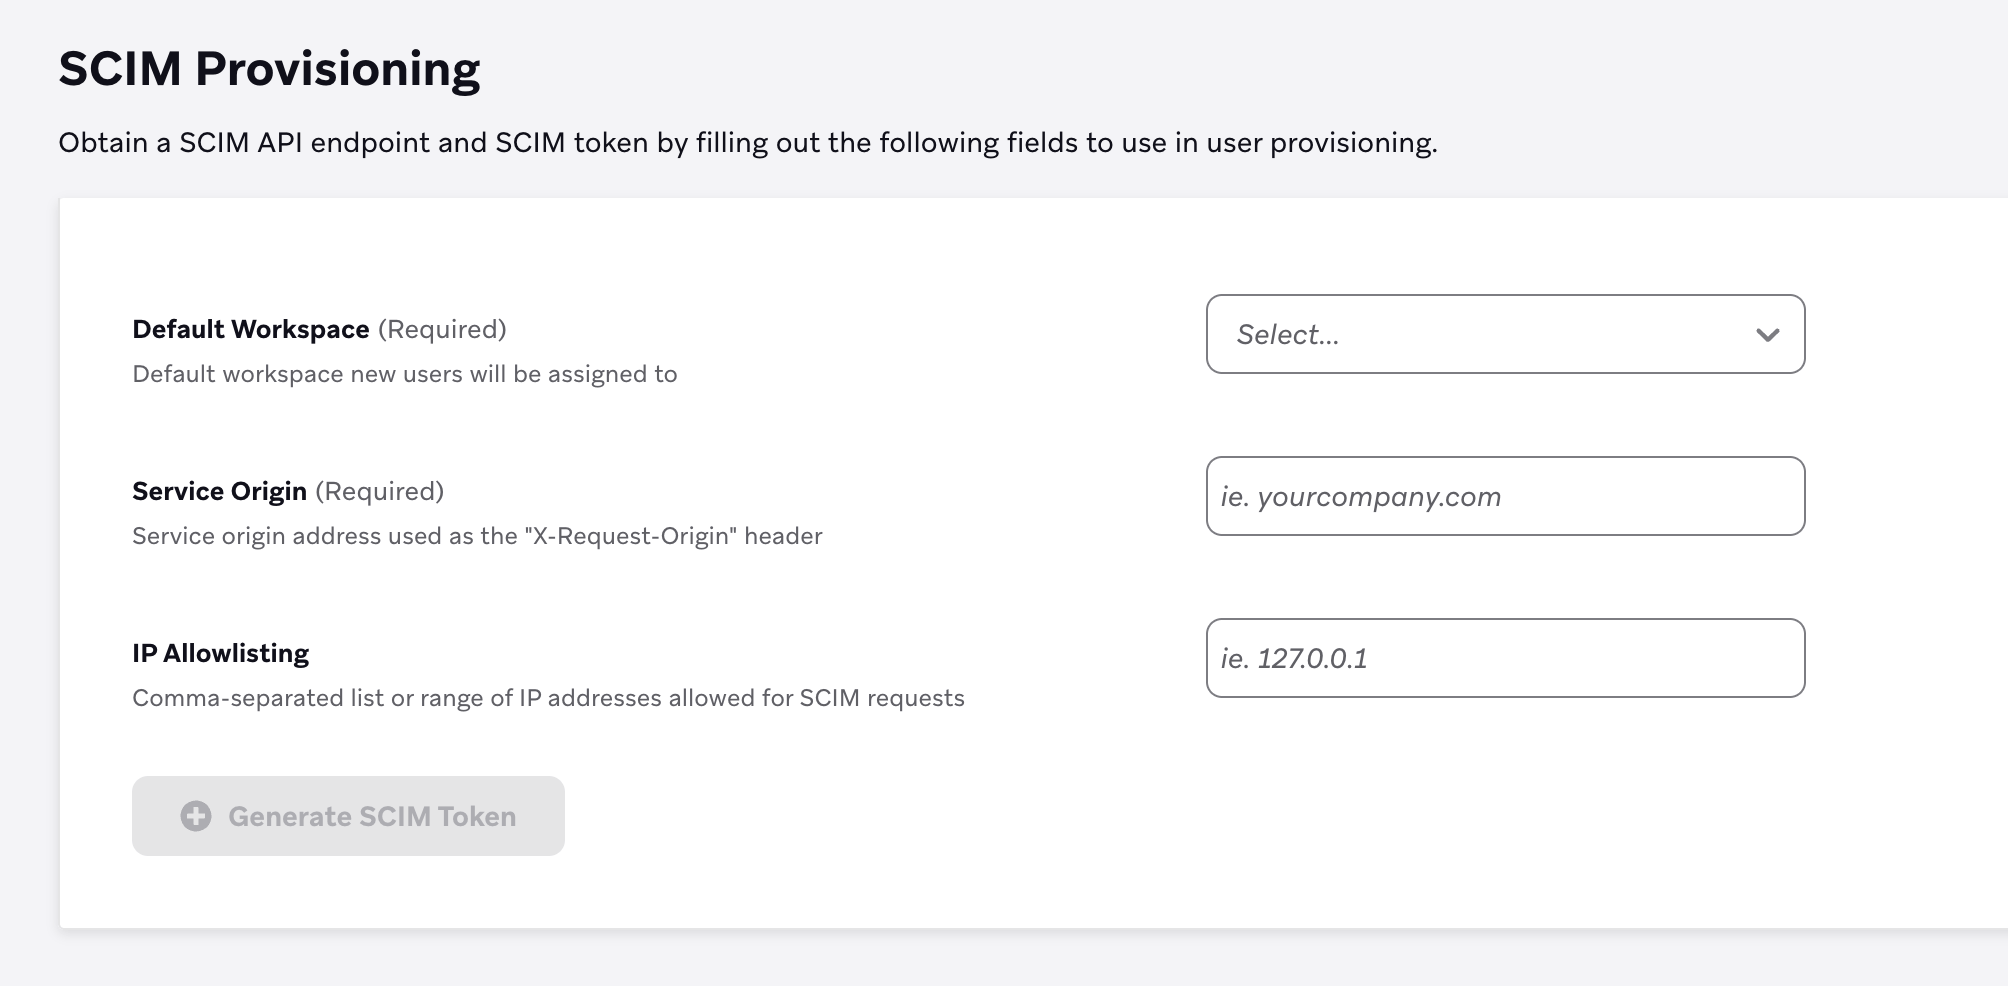 SCIM Provisioning
Obtain a SCIM API endpoint and SCIM token by filling out the following fields to use in user provisioning.
Default Workspace (Required)
Default workspace new users will be assigned to
Select...
Service Origin (Required)
Service origin address used as the "X-Request-Origin" header
ie. yourcompany.com
IP Allowlisting
Comma-separated list or range of IP addresses allowed for SCIM requests
ie. 127.0.0.1
Generate SCIM Token